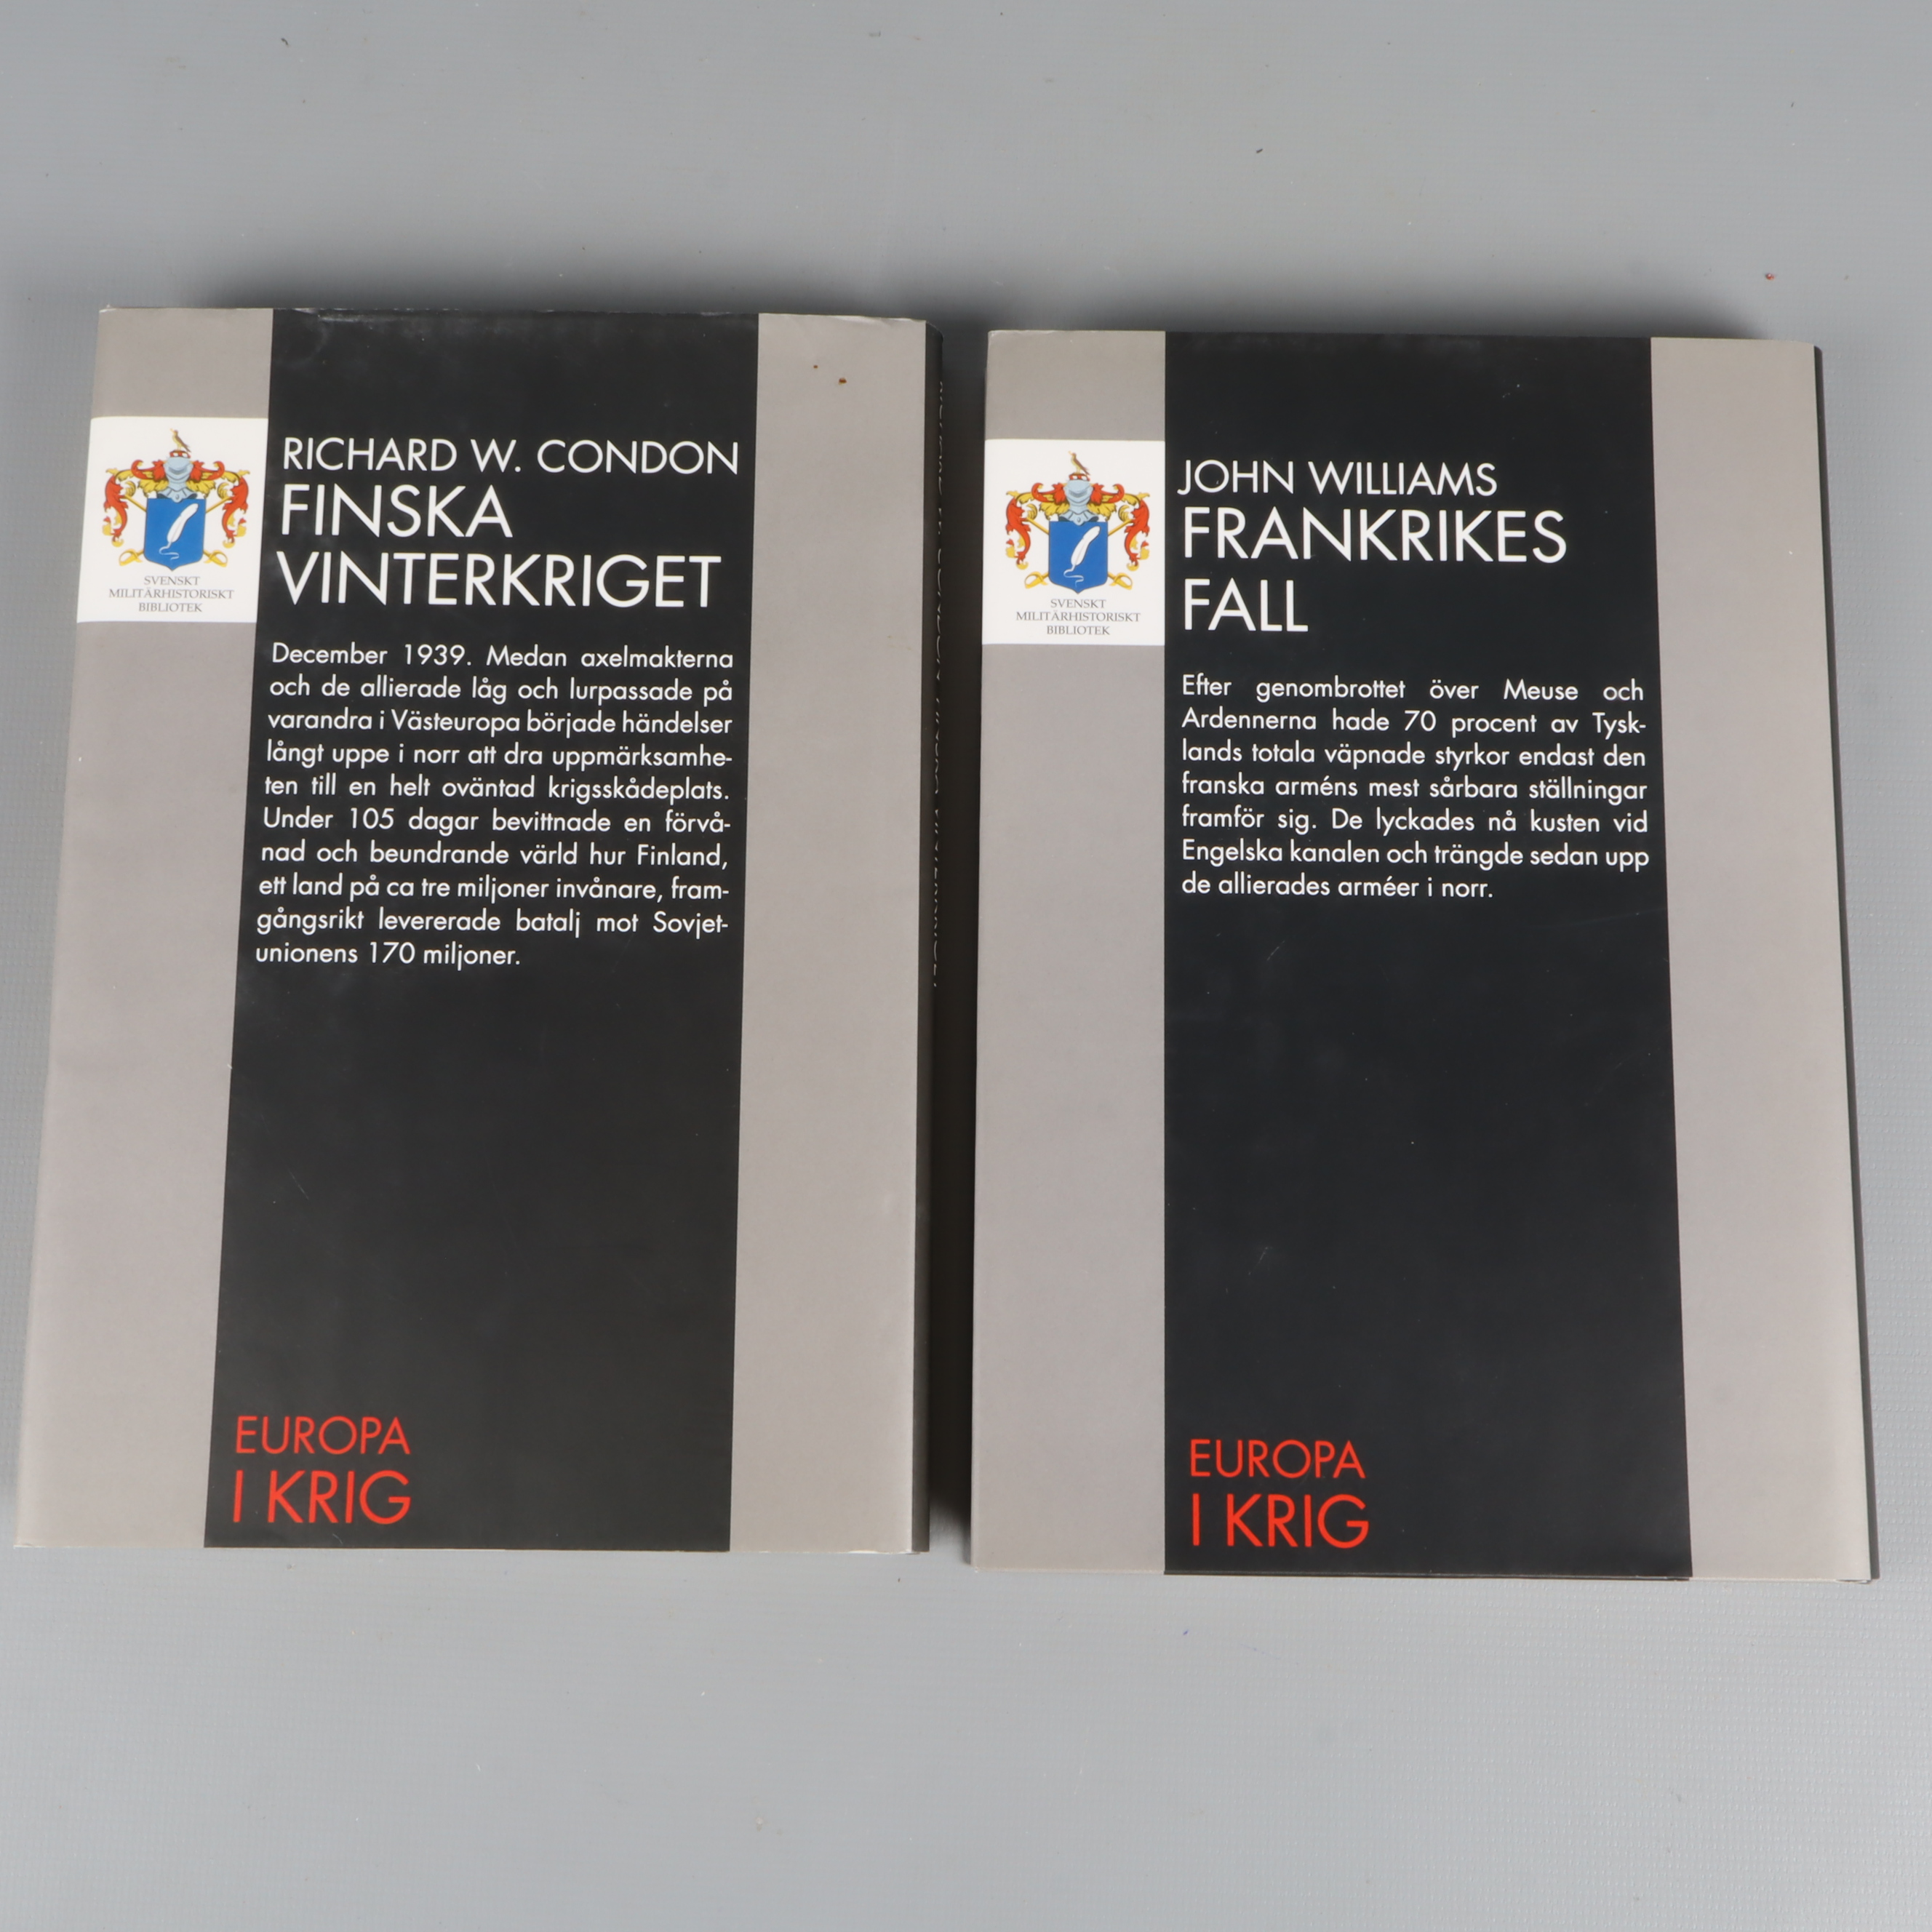 SVENSKT
MILITÄRHISTORISKT
BIBLIOTEK
RICHARD W. CONDON
FINSKA
VINTERKRIGET
December 1939. Medan axelmakterna
och de allierade låg och lurpassade på
varandra i Västeuropa började händelser
långt uppe i norr att dra uppmärksamhe-
ten till en helt oväntad krigsskådeplats.
Under 105 dagar bevittnade en förvå-
nad och beundrande värld hur Finland,
ett land på ca tre miljoner invånare, fram-
gångsrikt levererade batalj mot Sovjet-
unionens 170 miljoner.
EUROPA
I KRIG
SVENSKT
MILITÄRHISTORISKT
BIBLIOTEK
JOHN WILLIAMS
FRANKRIKES
FALL
Efter genombrottet över Meuse och
Ardennerna hade 70 procent av Tysk-
lands totala väpnade styrkor endast den
franska arméns mest sårbara ställningar
framför sig. De lyckades nå kusten vid
Engelska kanalen och trängde sedan upp
de allierades arméer i norr.
EUROPA
I KRIG